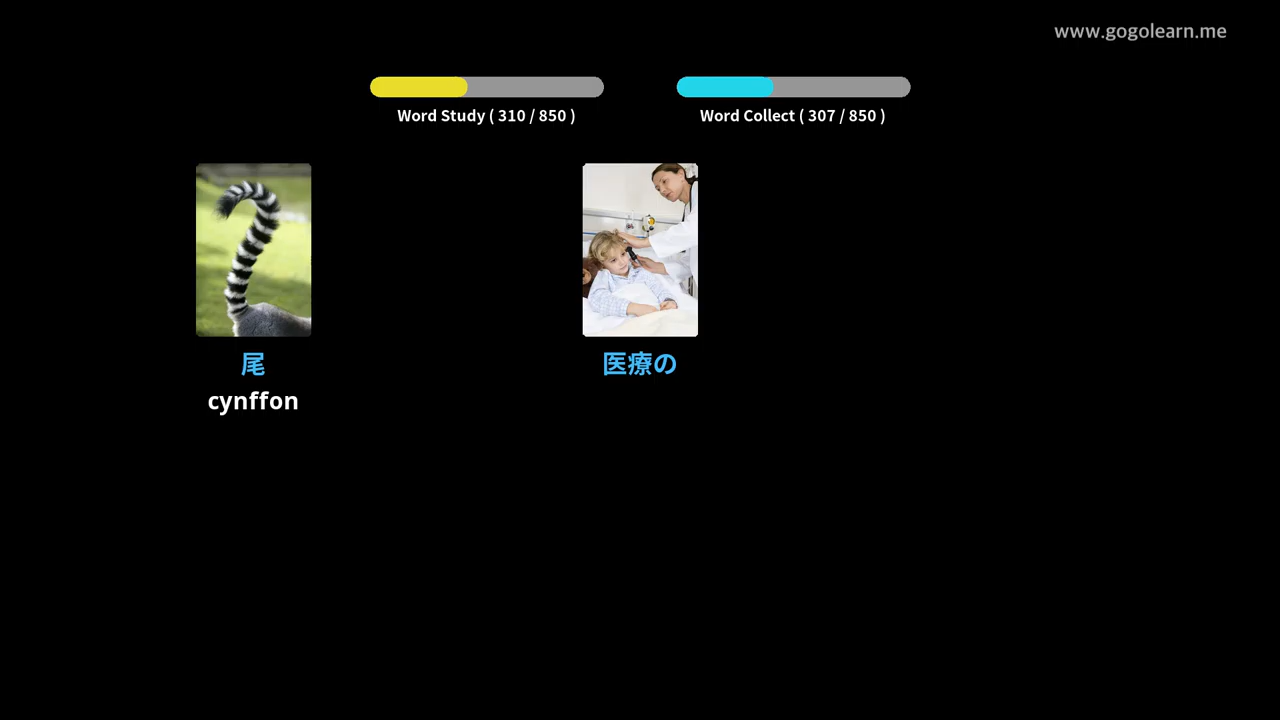 www.gogolearn.me
Word Study ( 310 / 850 )
Word Collect ( 307 / 850 )
尾
医療の
cynffon